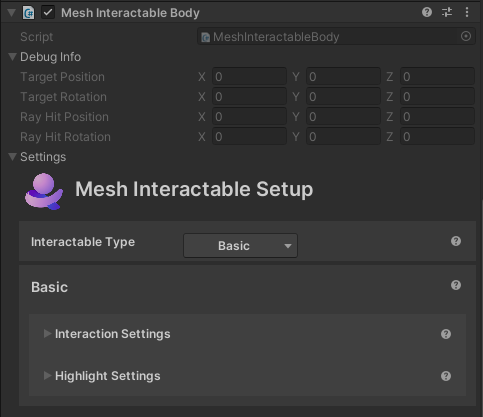 Mesh Interactable Body
Script MeshInteractableBody
Debug Info
Target Position X 0 Y 0 Z 0
Target Rotation X 0 Y 0 Z 0
Ray Hit Position X 0 Y 0 Z 0
Ray Hit Rotation X 0 Y 0 Z 0
Settings
Mesh Interactable Setup
Interactable Type Basic
Basic
Interaction Settings
Highlight Settings